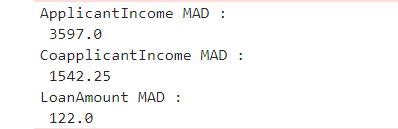 ApplicantIncome MAD :
3597.0
CoapplicantIncome MAD :
1542.25
LoanAmount MAD :
122.0